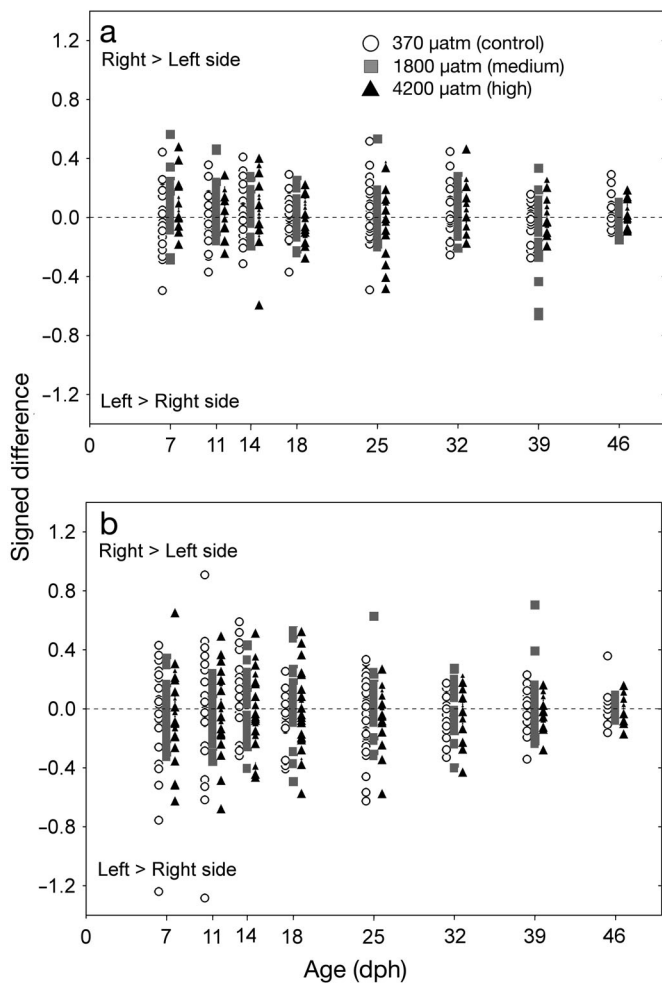 a
Right > Left side
370 µatm (control)
1800 µatm (medium)
4200 µatm (high)
1.2
0.8
0.4
0.0
−0.4
−0.8
−1.2
Left > Right side
0 7 11 14 18 25 32 39 46
Signed difference
b
Right > Left side
1.2
0.8
0.4
0.0
−0.4
−0.8
−1.2
Left > Right side
0 7 11 14 18 25 32 39 46
Age (dph)